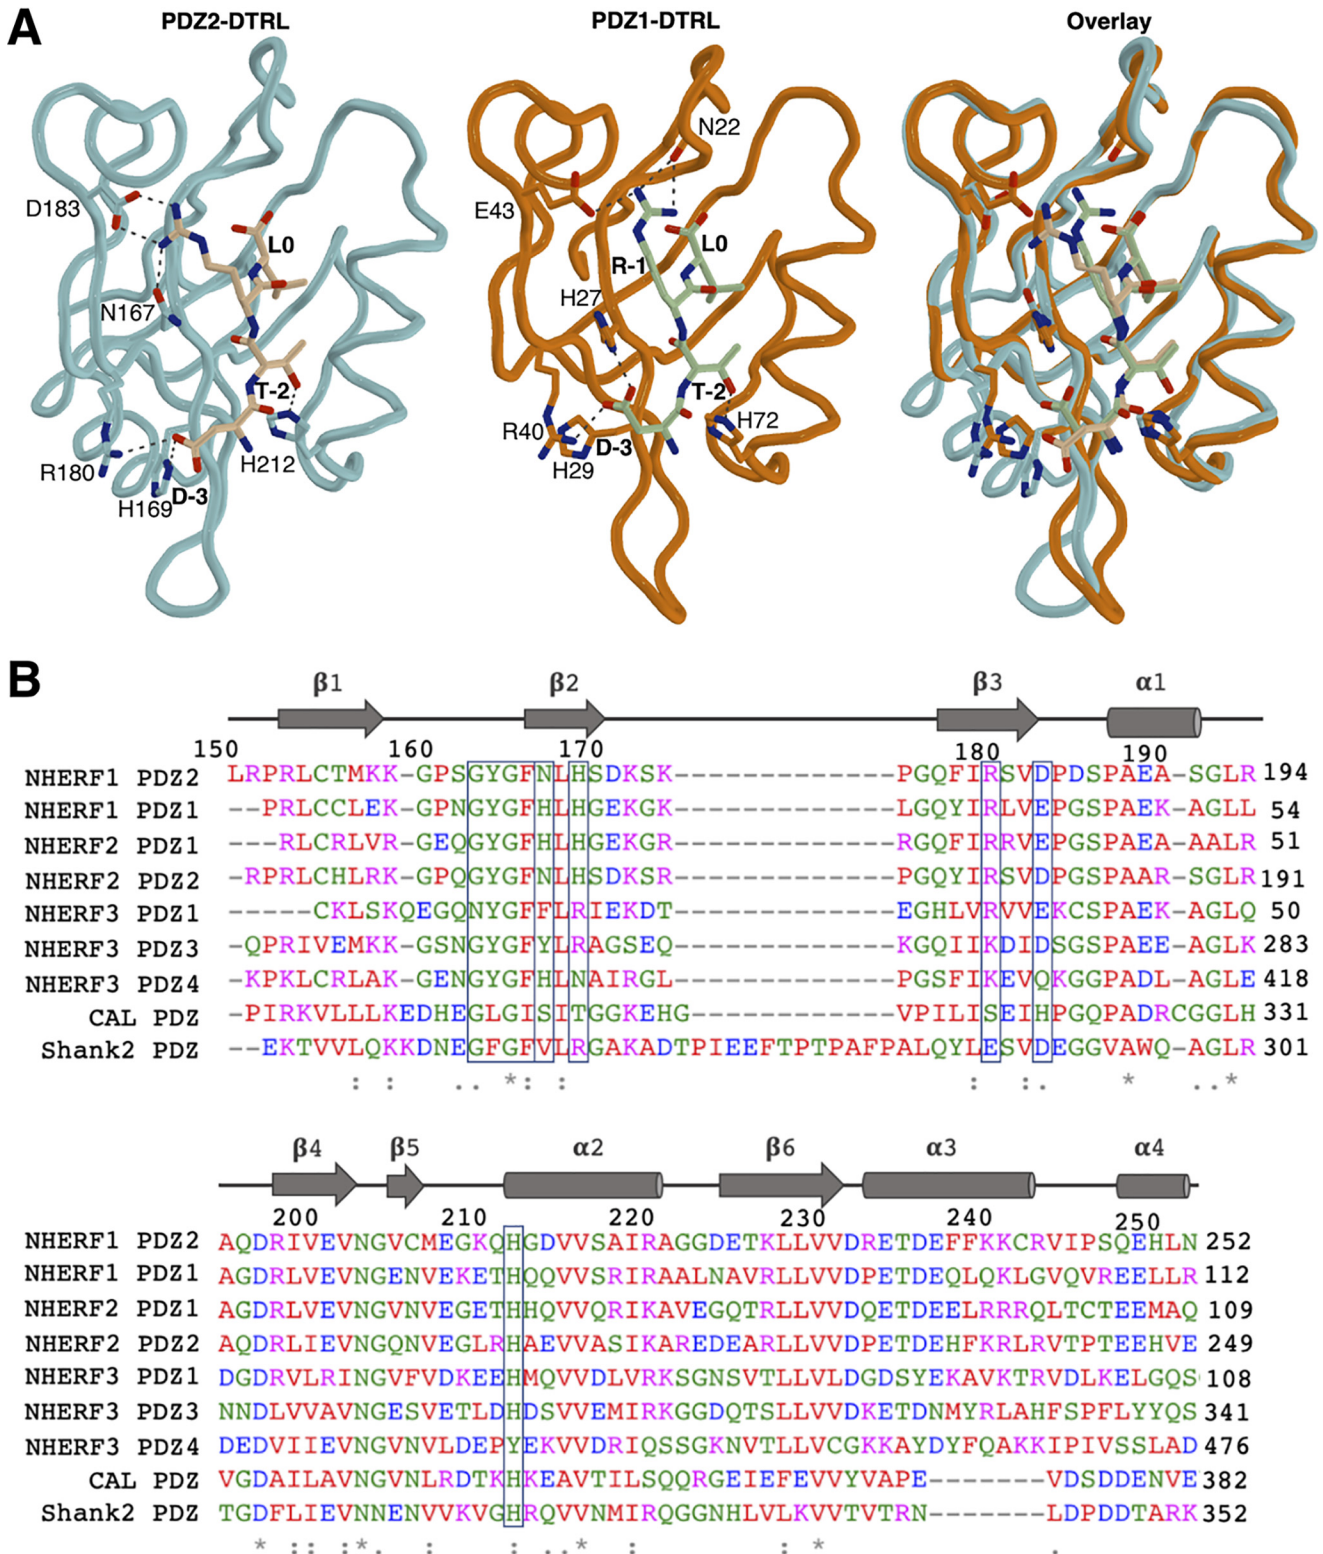 A
PDZ2-DTRL
PDZ1-DTRL
Overlay
N22
D183
E43
L0
L0
R-1
N167
H27
T-2
T-2
R180
H212
H169
D-3
R40
H29
D-3
H72
B
β1 β2 β3 α1
150 160 170 180 190
NHERF1 PDZ2 LRPRLCTMKK-GPSGYGFNLHSDKSK-------------PGQFIRSVDPDSPAEA-SGLR 194
NHERF1 PDZ1 --PRLCCLEK-GPNGYGFHLHGEKGK-------------LGQYIRLVEPGSPAEK-AGLL 54
NHERF2 PDZ1 ---RLCRLVR-GEQGYGFHLHGEKGR-------------RGQFIRRVEPGSPAEA-AALR 51
NHERF2 PDZ2 -RPRLCHLRK-GPQGYGFNLHSDKSR-------------PGQYIRSVDPGSPAAR-SGLR 191
NHERF3 PDZ1 -----CKLSKQEGQNYGFFLRIEKDT-------------EGHLVRVVEKCSPAEK-AGLQ 50
NHERF3 PDZ3 -QPRIVEMKK-GSNGYGFYLRAGSEQ-------------KGQIIKDIDSGSPAEE-AGLK 283
NHERF3 PDZ4 -KPKLCRLAK-GENGYGFHLNAIRGL-------------PGSFIKEVQKGGPADL-AGLE 418
CAL PDZ -PIRKVLLLKEDHEGLGISITGGKEHG------------VPILISEIHPGQPADRCGGLH 331
Shank2 PDZ --EKTVVLQKKDNEGFGFVLRGAKADTPIEEFTPTPAFPALQYLESVDEGGVAWQ-AGLR 301
: : .. *: : : :. * ..*
β4 β5 α2 β6 α3 α4
200 210 220 230 240 250
NHERF1 PDZ2 AQDRIVEVNGVCMEGKQHGDVVSAIRAGGDETKLLVVDRETDEFFKKCRVIPSQEHLN 252
NHERF1 PDZ1 AGDRLVEVNGENVEKETHQQVVSRIRAALNAVRLLVVDPETDEQLQKLGVQVREELLR 112
NHERF2 PDZ1 AGDRLVEVNGVNVEGETHHQVVQRIKAVEGQTRLLVVDQETDEELRRRQLTCTEEMAQ 109
NHERF2 PDZ2 AQDRLIEVNGQNVEGLRHAEVVASIKAREDEARLLVVDPETDEHFKRLRVTPTEEHVE 249
NHERF3 PDZ1 DGDRVLRINGVFVDKEEHMQVVDLVRKSGNSVTLLVLDGDSYEKAVKTRVDLKELGQS 108
NHERF3 PDZ3 NNDLVVAVNGESVETLDHDSVVEMIRKGGDQTSLLVVDKETDNMYRLAHFSPFLYYQS 341
NHERF3 PDZ4 DEDVIIEVNGVNVLDEPYEKVVDRIQSSGKNVTLLVCGKKAYDYFQAKKIPIVSSLAD 476
CAL PDZ VGDAILAVNGVNLRDTKHKEAVTILSQQRGEIEFEVVYVAPE-------VDSDDENVE 382
Shank2 PDZ TGDFLIEVNNENVVKVGHRQVVNMIRQGGNHLVLKVVTVTRN-------LDPDDTARK 352
* :: :*. : : ..* : : * .